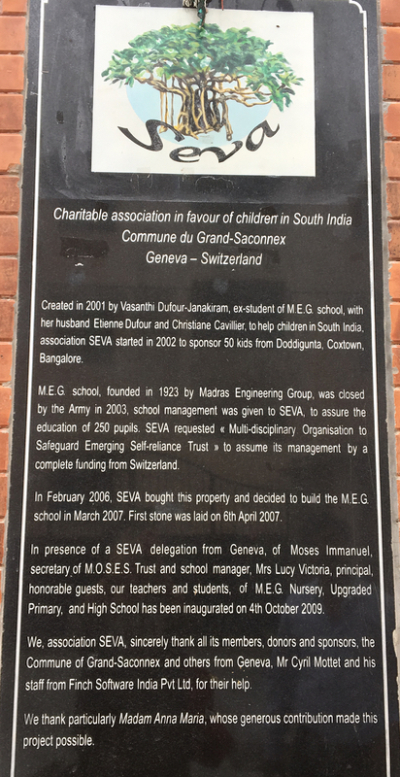 Seva
Charitable association in favour of children in South India
Commune du Grand-Saconnex
Geneva – Switzerland
Created in 2001 by Vasanthi Dufour-Janakiram, ex-student of M.E.G. school, with
her husband Etienne Dufour and Christiane Cavillier, to help children in South India,
association SEVA started in 2002 to sponsor 50 kids from Doddigunta, Coxtown,
Bangalore.
M.E.G. school, founded in 1923 by Madras Engineering Group, was closed
by the Army in 2003, school management was given to SEVA, to assure the
education of 250 pupils. SEVA requested « Multi-disciplinary Organisation to
Safeguard Emerging Self-reliance Trust » to assume its management by a
complete funding from Switzerland.
In February 2006, SEVA bought this property and decided to build the M.E.G.
school in March 2007. First stone was laid on 6th April 2007.
In presence of a SEVA delegation from Geneva, of Moses Immanuel,
secretary of M.O.S.E.S. Trust and school manager, Mrs Lucy Victoria, principal,
honorable guests, our teachers and students, of M.E.G. Nursery, Upgraded
Primary, and High School has been inaugurated on 4th October 2009.
We, association SEVA, sincerely thank all its members, donors and sponsors, the
Commune of Grand-Saconnex and others from Geneva, Mr Cyril Mottet and his
staff from Finch Software India Pvt Ltd, for their help.
We thank particularly Madam Anna Maria, whose generous contribution made this
project possible.